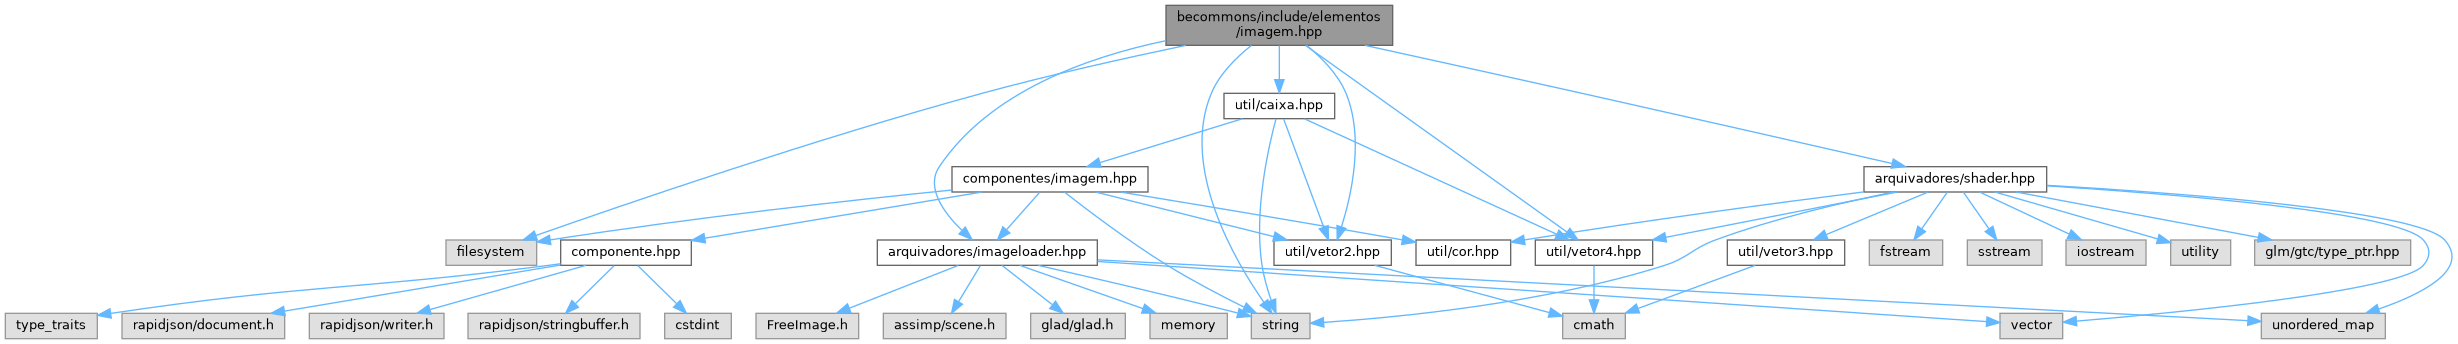 becommons/include/elementos
/imagem.hpp
util/caixa.hpp
componentes/imagem.hpp
arquivadores/shader.hpp
filesystem
componente.hpp
arquivadores/imageloader.hpp
util/vetor2.hpp
util/cor.hpp
util/vetor4.hpp
util/vetor3.hpp
fstream
sstream
iostream
utility
glm/gtc/type_ptr.hpp
type_traits
rapidjson/document.h
rapidjson/writer.h
rapidjson/stringbuffer.h
cstdint
FreeImage.h
assimp/scene.h
glad/glad.h
memory
string
cmath
vector
unordered_map